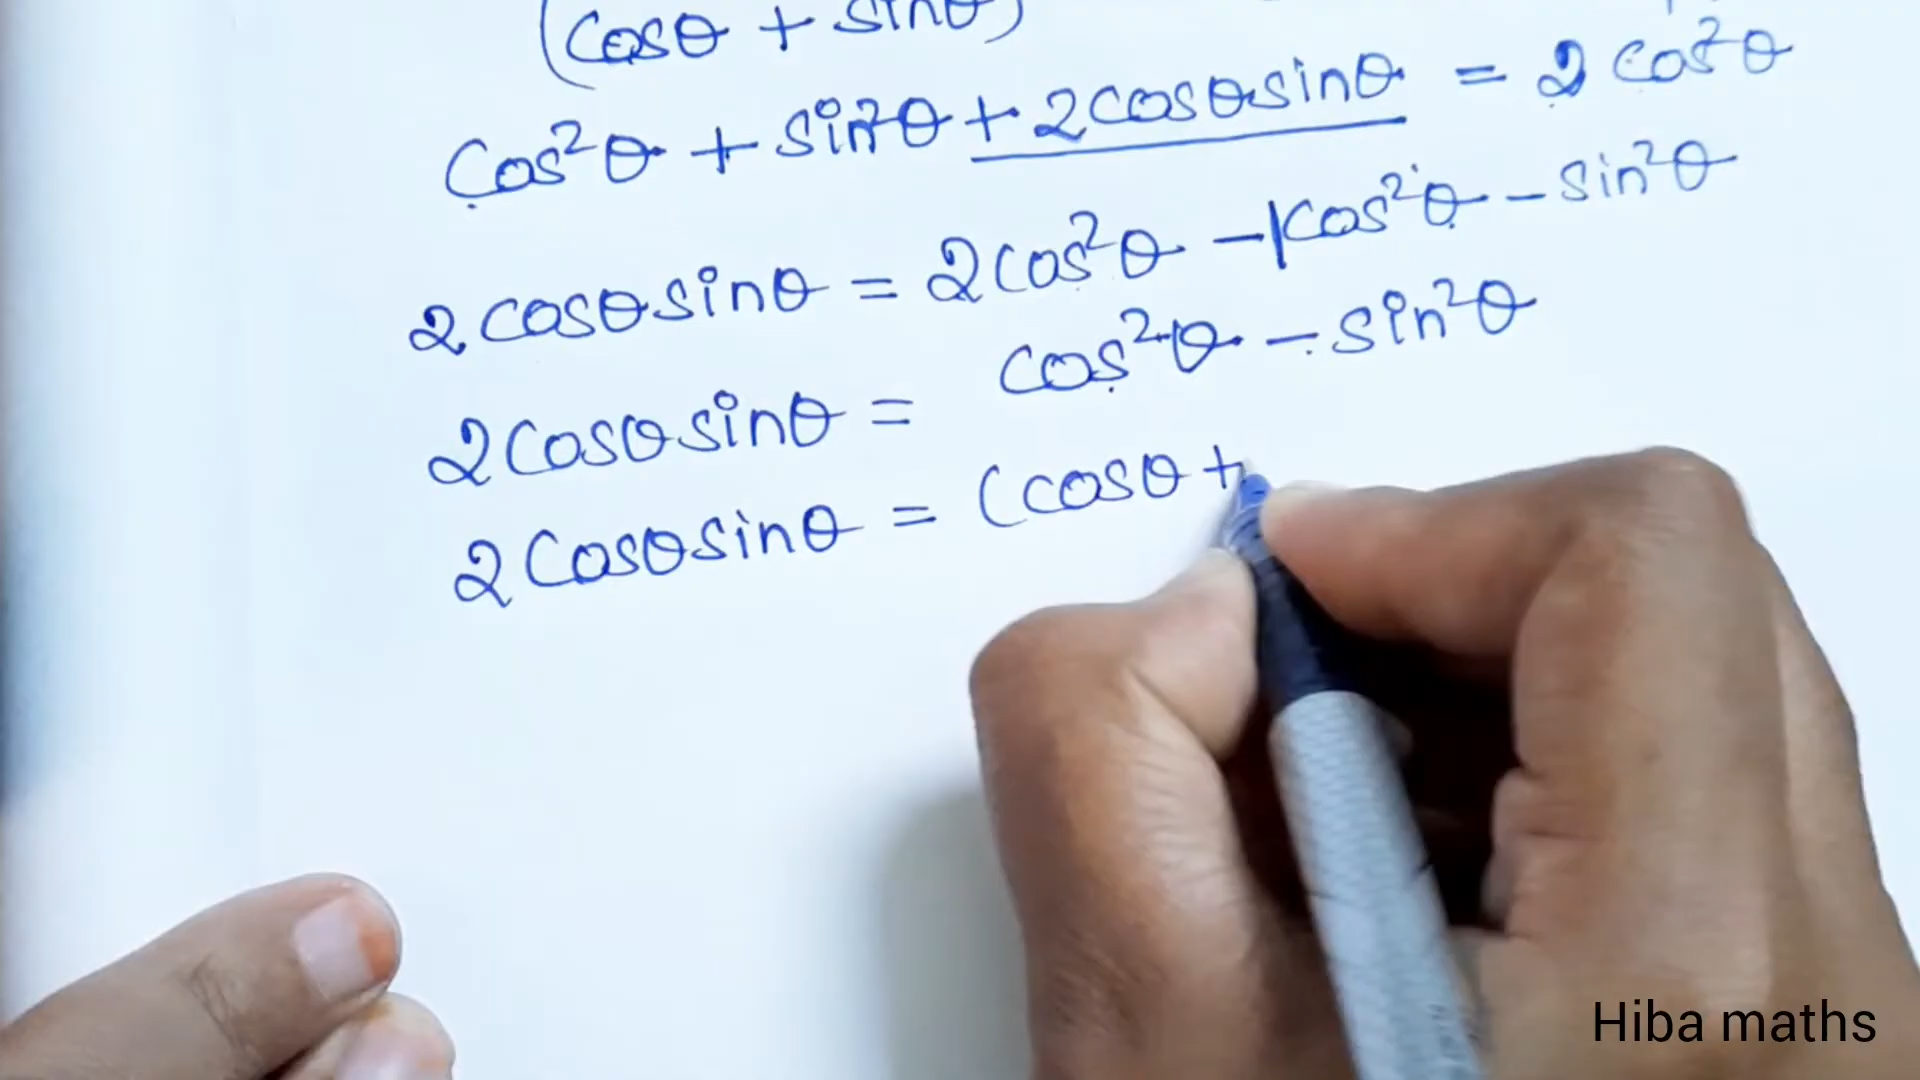 (cosθ + sinθ)
cos²θ + sin²θ + 2cosθsinθ = 2cos²θ
2cosθsinθ = 2cos²θ - cos²θ - sin²θ
2cosθsinθ = cos²θ - sin²θ
2cosθsinθ = (cosθ +
Hiba maths